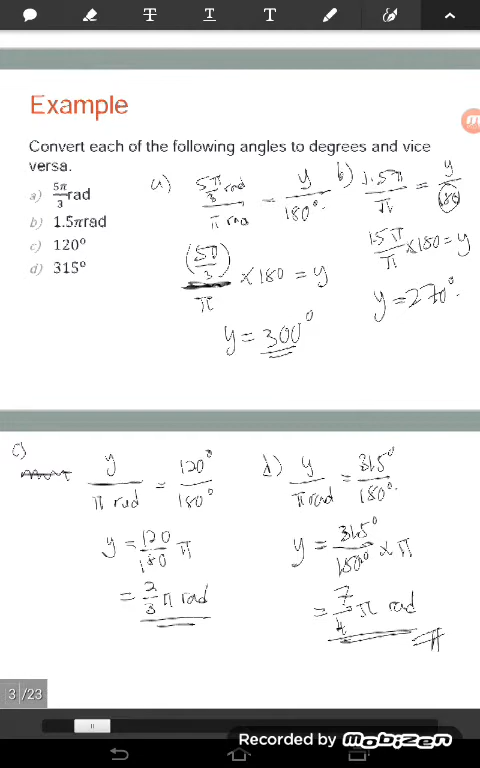 T T T
Example
Convert each of the following angles to degrees and vice
versa.
a) 5π/3 rad
b) 1.5π rad
c) 120º
d) 315º
a) (5π/3 rad)/(π rad) = y/180°
(5π/3)/π × 180 = y
y = 300°
b) 1.5π/π = y/180
1.5π/π × 180 = y
y = 270°.
c)
y/(π rad) = 120°/180°
y = 120/180 π
= 2/3 π rad
d) y/(π rad) = 315°/180°.
y = 315°/180° × π
= 7/4 π rad
3 /23
Recorded by mobizen